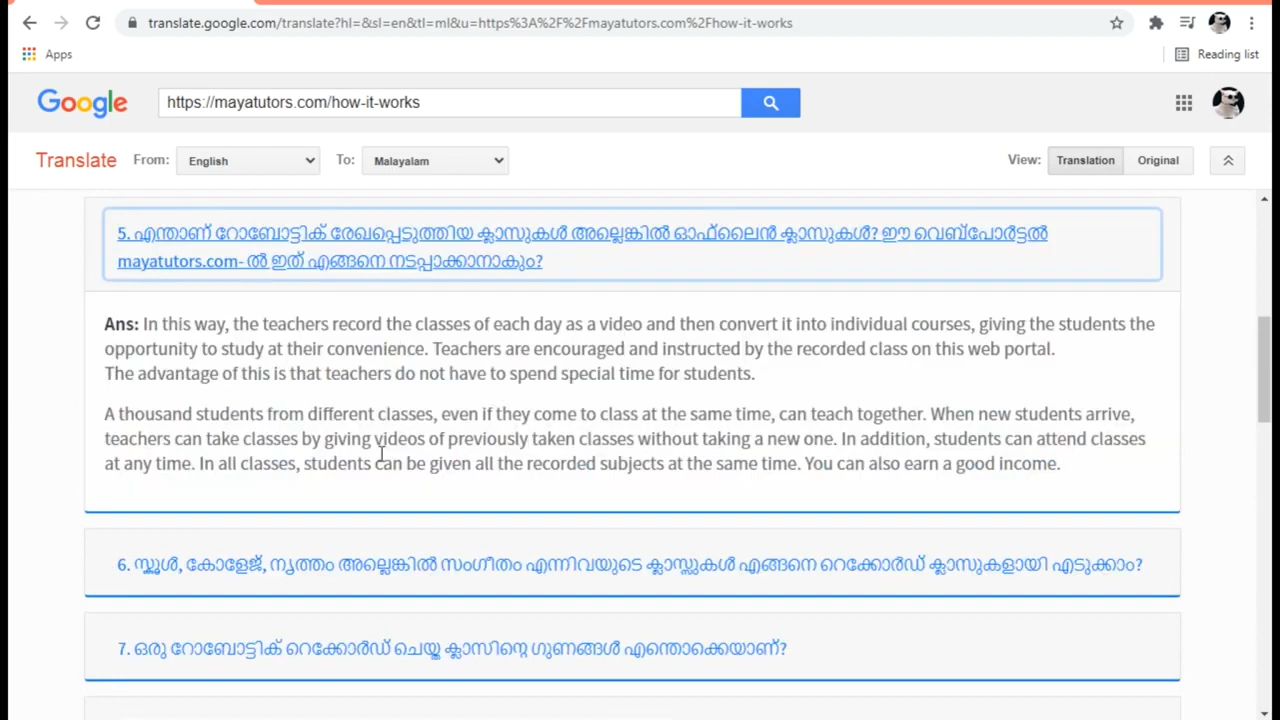 translate.google.com/translate?hl=&sl=en&tl=ml&u=https%3A%2F%2Fmayatutors.com%2Fhow-it-works
Apps
Reading list
Google
https://mayatutors.com/how-it-works
Translate From: English To: Malayalam View: Translation Original
5. എന്താണ് റോബോട്ടിക് രേഖപ്പെടുത്തിയ ക്ലാസുകൾ അല്ലെങ്കിൽ ഓഫ്‌ലൈൻ ക്ലാസുകൾ? ഈ വെബ്‌പോർട്ടൽ
mayatutors.com- ൽ ഇത് എങ്ങനെ നടപ്പാക്കാനാകും?
Ans: In this way, the teachers record the classes of each day as a video and then convert it into individual courses, giving the students the
opportunity to study at their convenience. Teachers are encouraged and instructed by the recorded class on this web portal.
The advantage of this is that teachers do not have to spend special time for students.
A thousand students from different classes, even if they come to class at the same time, can teach together. When new students arrive,
teachers can take classes by giving videos of previously taken classes without taking a new one. In addition, students can attend classes
at any time. In all classes, students can be given all the recorded subjects at the same time. You can also earn a good income.
6. സ്കൂൾ, കോളേജ്, നൃത്തം അല്ലെങ്കിൽ സംഗീതം എന്നിവയുടെ ക്ലാസ്സുകൾ എങ്ങനെ റെക്കോർഡ് ക്ലാസുകളായി എടുക്കാം?
7. ഒരു റോബോട്ടിക് റെക്കോർഡ് ചെയ്ത ക്ലാസിന്റെ ഗുണങ്ങൾ എന്തൊക്കെയാണ്?